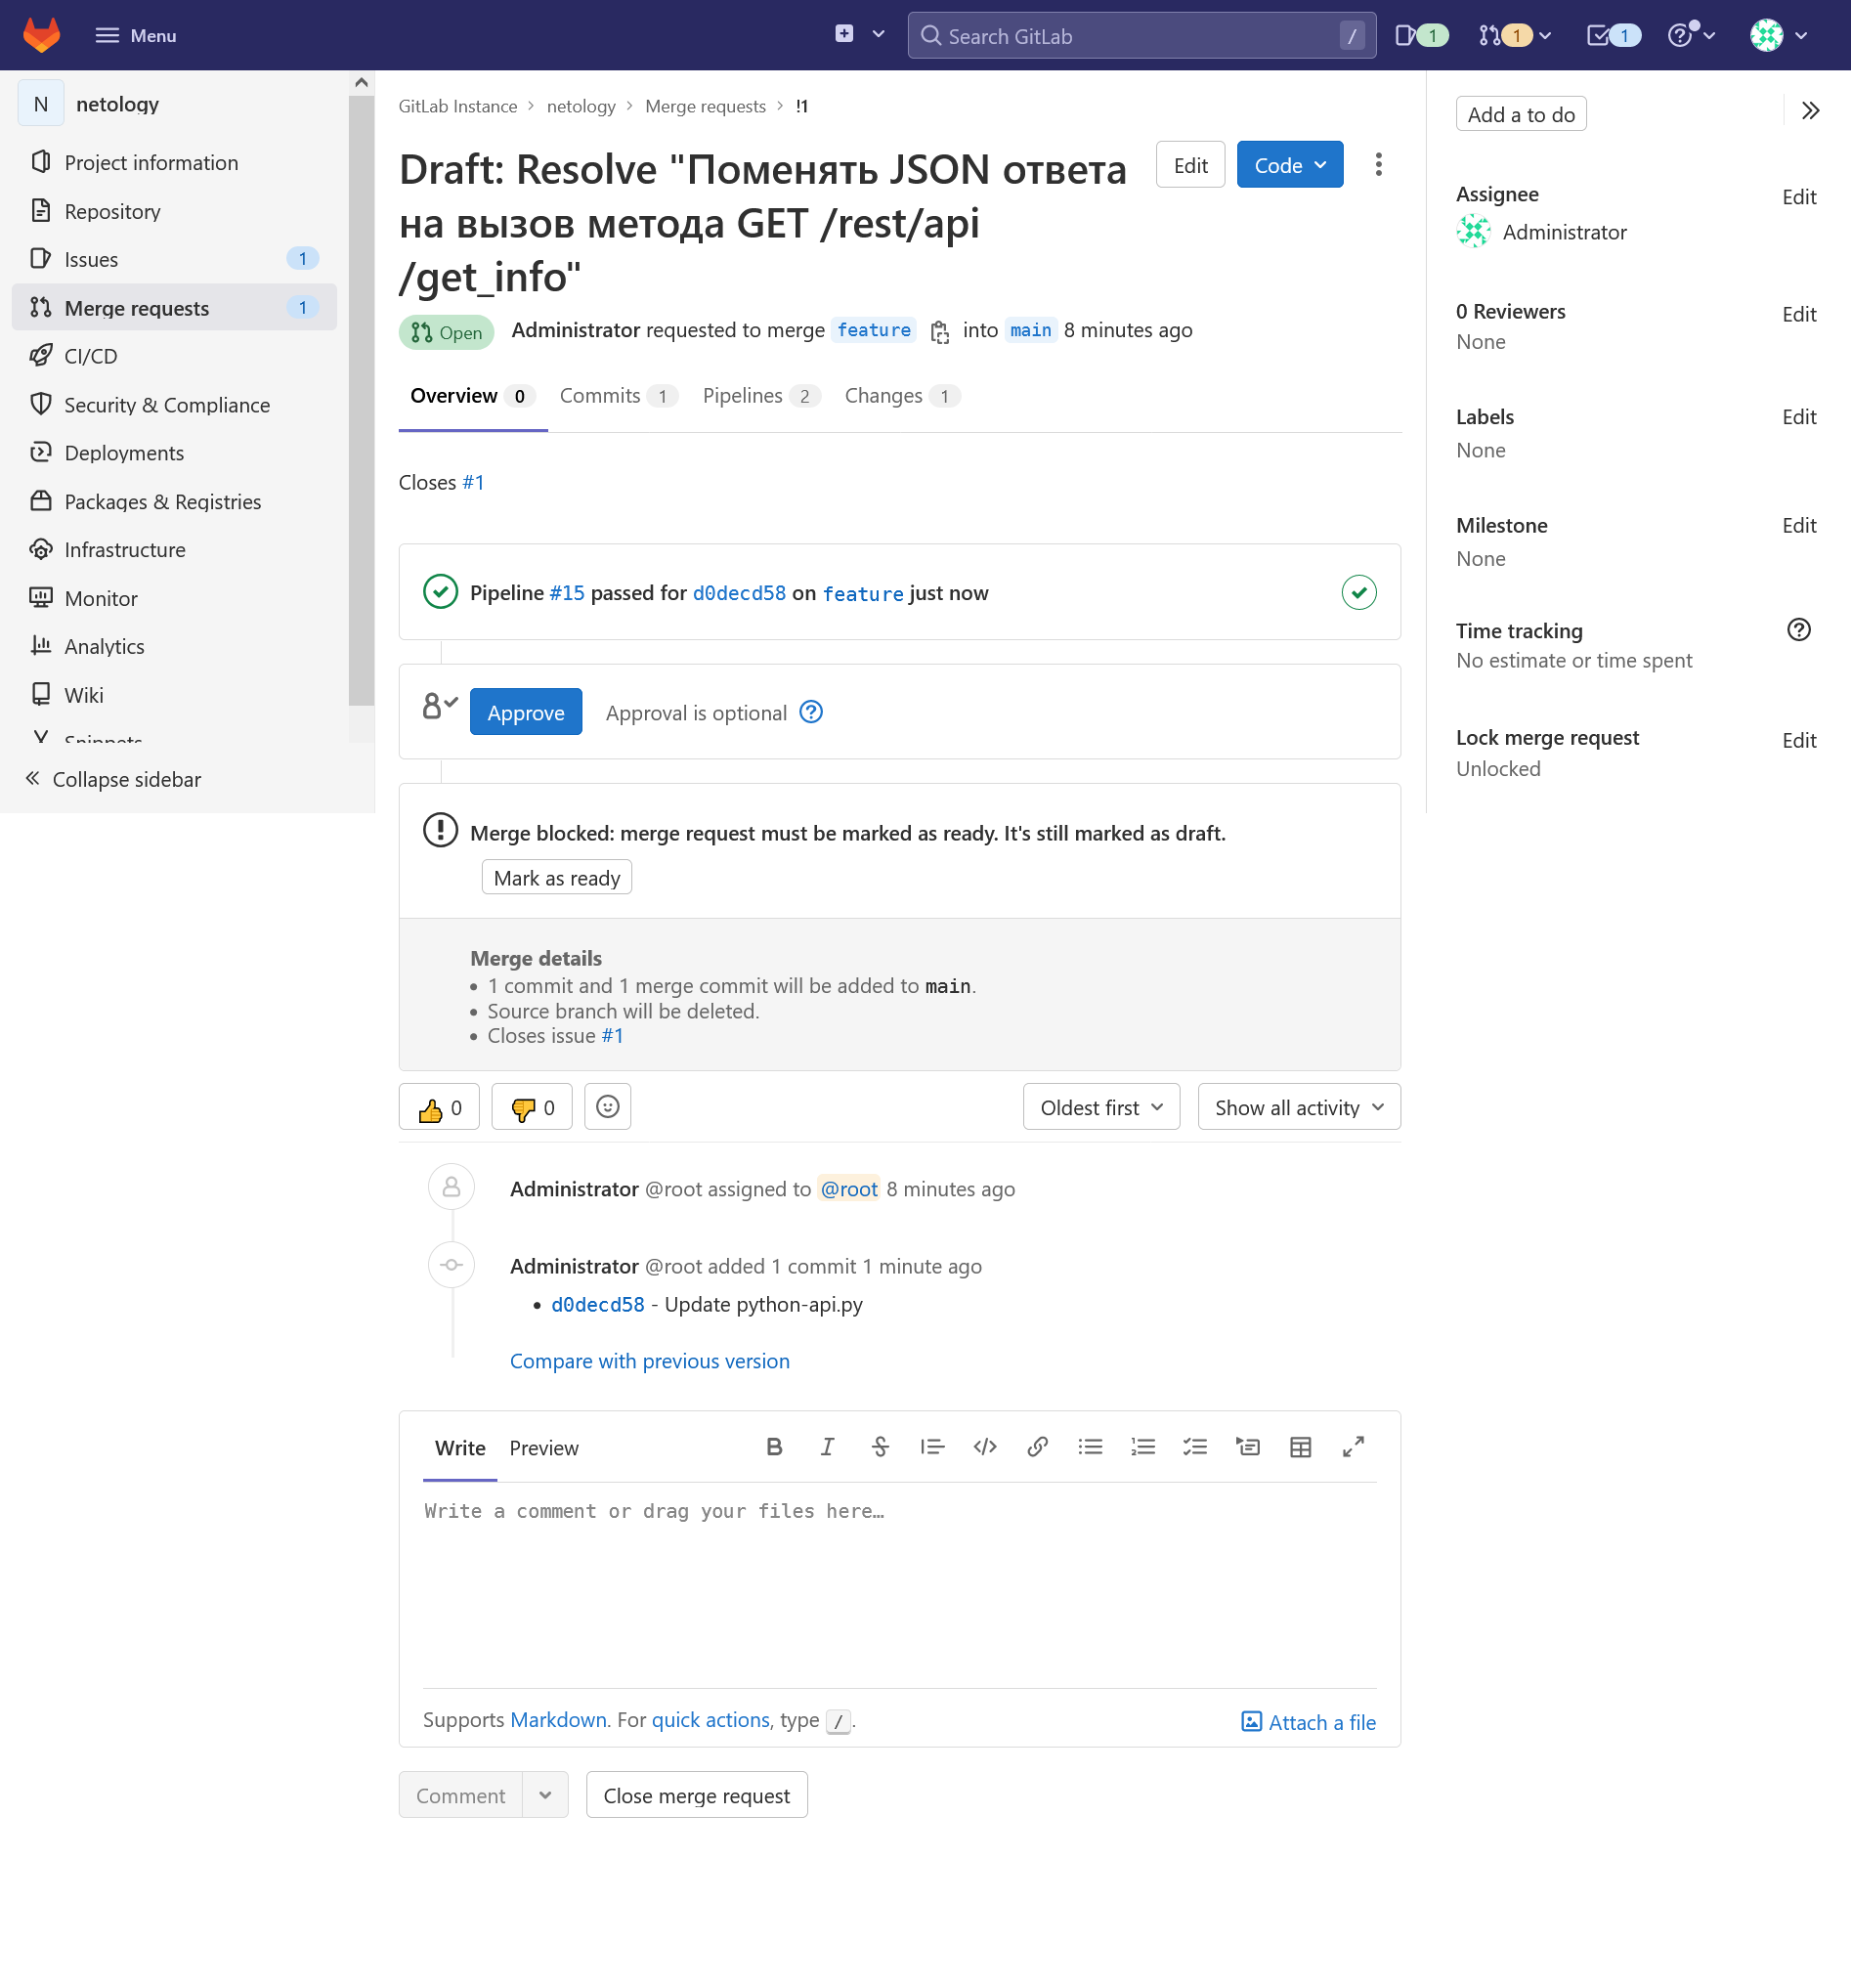 Menu
Search GitLab
/
1
1
1
N netology
Project information
Repository
Issues 1
Merge requests 1
CI/CD
Security & Compliance
Deployments
Packages & Registries
Infrastructure
Monitor
Analytics
Wiki
Snippets
Collapse sidebar
GitLab Instance > netology > Merge requests > !1
Draft: Resolve "Поменять JSON ответа
на вызов метода GET /rest/api
/get_info"
Edit
Code
Open
Administrator requested to merge feature into main 8 minutes ago
Overview 0 Commits 1 Pipelines 2 Changes 1
Closes #1
Pipeline #15 passed for d0decd58 on feature just now
Approve
Approval is optional
Merge blocked: merge request must be marked as ready. It's still marked as draft.
Mark as ready
Merge details
• 1 commit and 1 merge commit will be added to main.
• Source branch will be deleted.
• Closes issue #1
0
0
Oldest first
Show all activity
Administrator @root assigned to @root 8 minutes ago
Administrator @root added 1 commit 1 minute ago
• d0decd58 - Update python-api.py
Compare with previous version
Write Preview
Write a comment or drag your files here…
Supports Markdown. For quick actions, type /.
Attach a file
Comment
Close merge request
Add a to do
Assignee
Edit
Administrator
0 Reviewers
Edit
None
Labels
Edit
None
Milestone
Edit
None
Time tracking
No estimate or time spent
Lock merge request
Edit
Unlocked